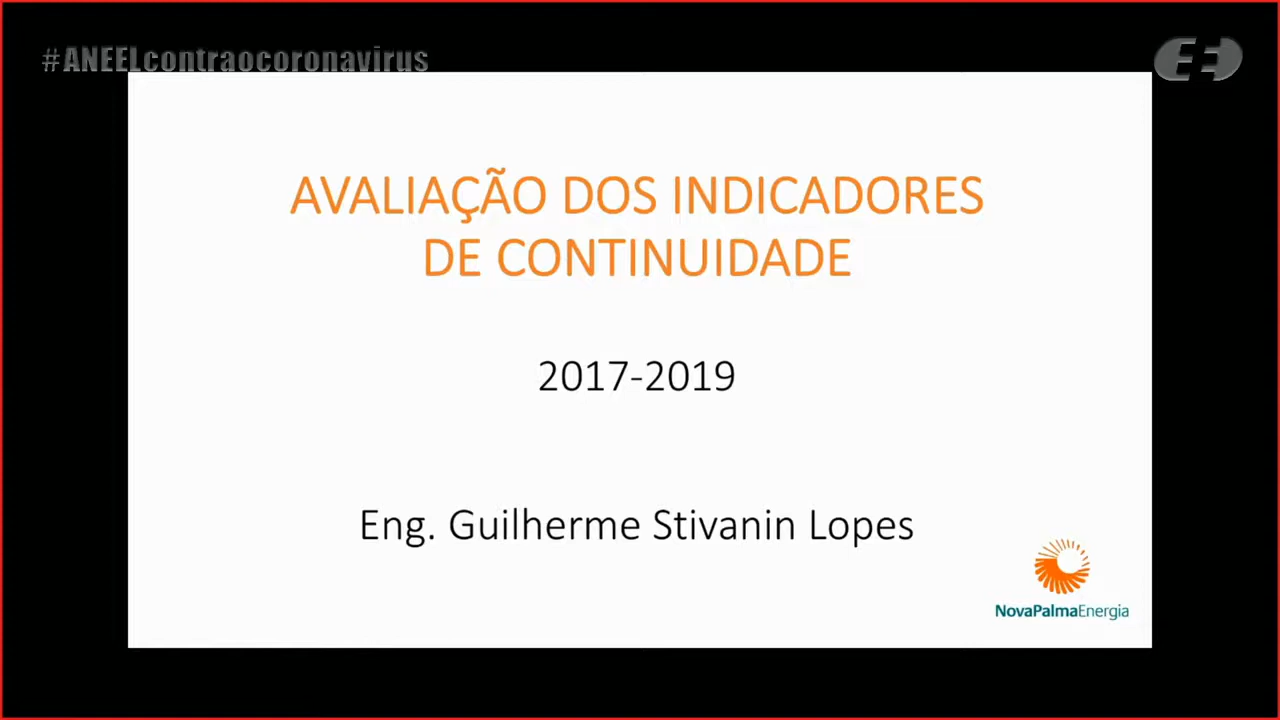 #ANEELcontraocoronavirus
AVALIAÇÃO DOS INDICADORES
DE CONTINUIDADE
2017-2019
Eng. Guilherme Stivanin Lopes
NovaPalmaEnergia